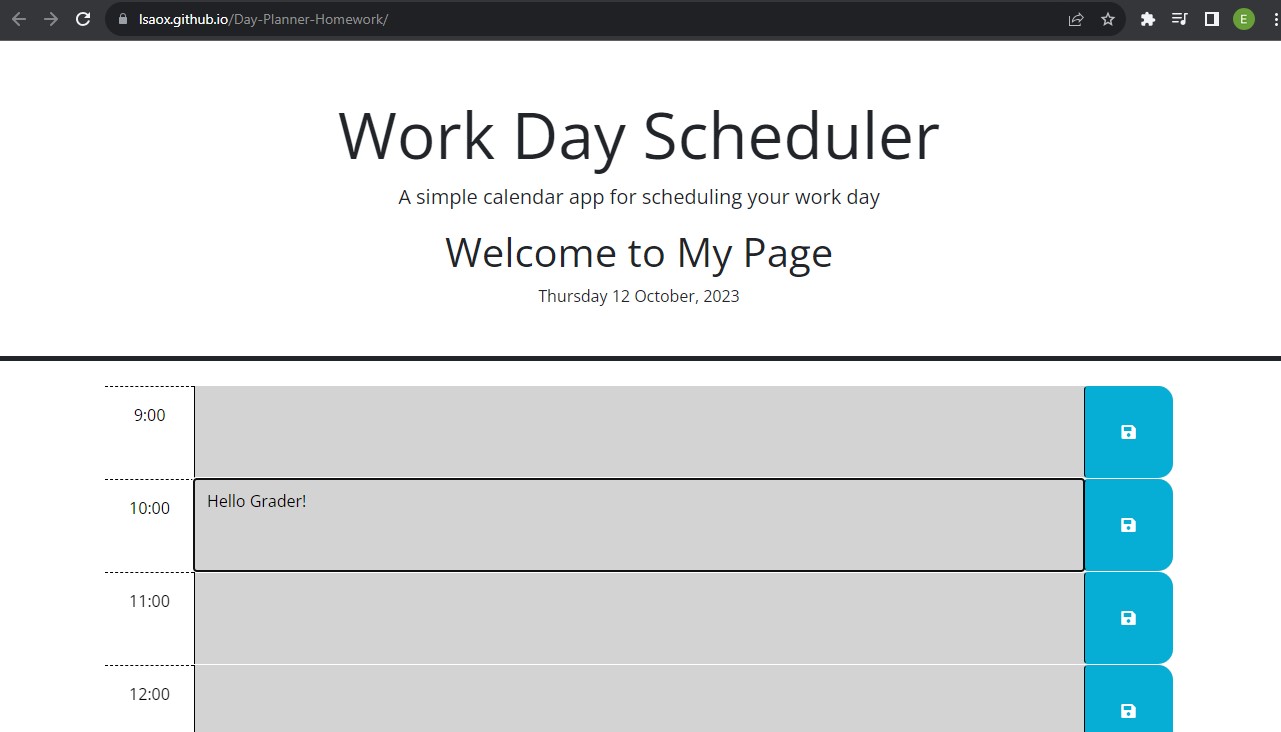 lsaox.github.io/Day-Planner-Homework/
E
Work Day Scheduler
A simple calendar app for scheduling your work day
Welcome to My Page
Thursday 12 October, 2023
9:00
10:00 Hello Grader!
11:00
12:00